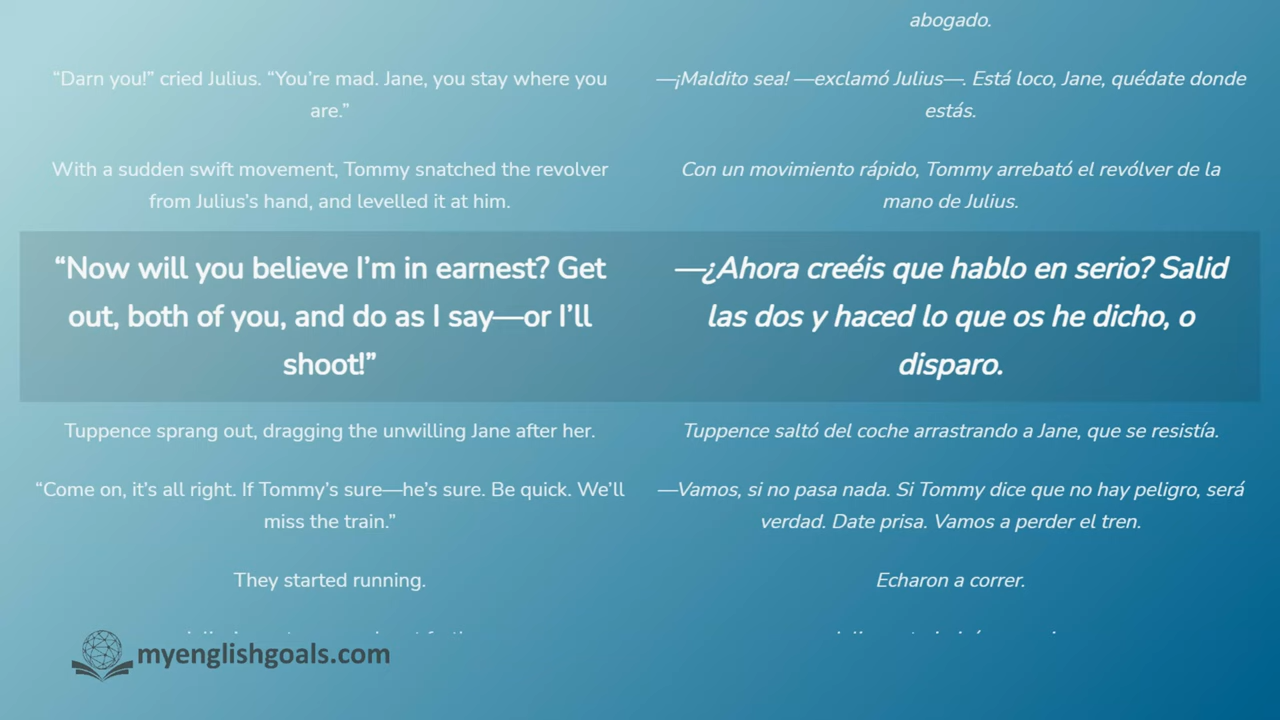 abogado.
“Darn you!” cried Julius. “You’re mad. Jane, you stay where you
are.”
—¡Maldito sea! —exclamó Julius—. Está loco, Jane, quédate donde
estás.
With a sudden swift movement, Tommy snatched the revolver
from Julius’s hand, and levelled it at him.
Con un movimiento rápido, Tommy arrebató el revólver de la
mano de Julius.
“Now will you believe I’m in earnest? Get
out, both of you, and do as I say—or I’ll
shoot!”
—¿Ahora creéis que hablo en serio? Salid
las dos y haced lo que os he dicho, o
disparo.
Tuppence sprang out, dragging the unwilling Jane after her.
Tuppence saltó del coche arrastrando a Jane, que se resistía.
“Come on, it’s all right. If Tommy’s sure—he’s sure. Be quick. We’ll
miss the train.”
—Vamos, si no pasa nada. Si Tommy dice que no hay peligro, será
verdad. Date prisa. Vamos a perder el tren.
They started running.
Echaron a correr.
myenglishgoals.com